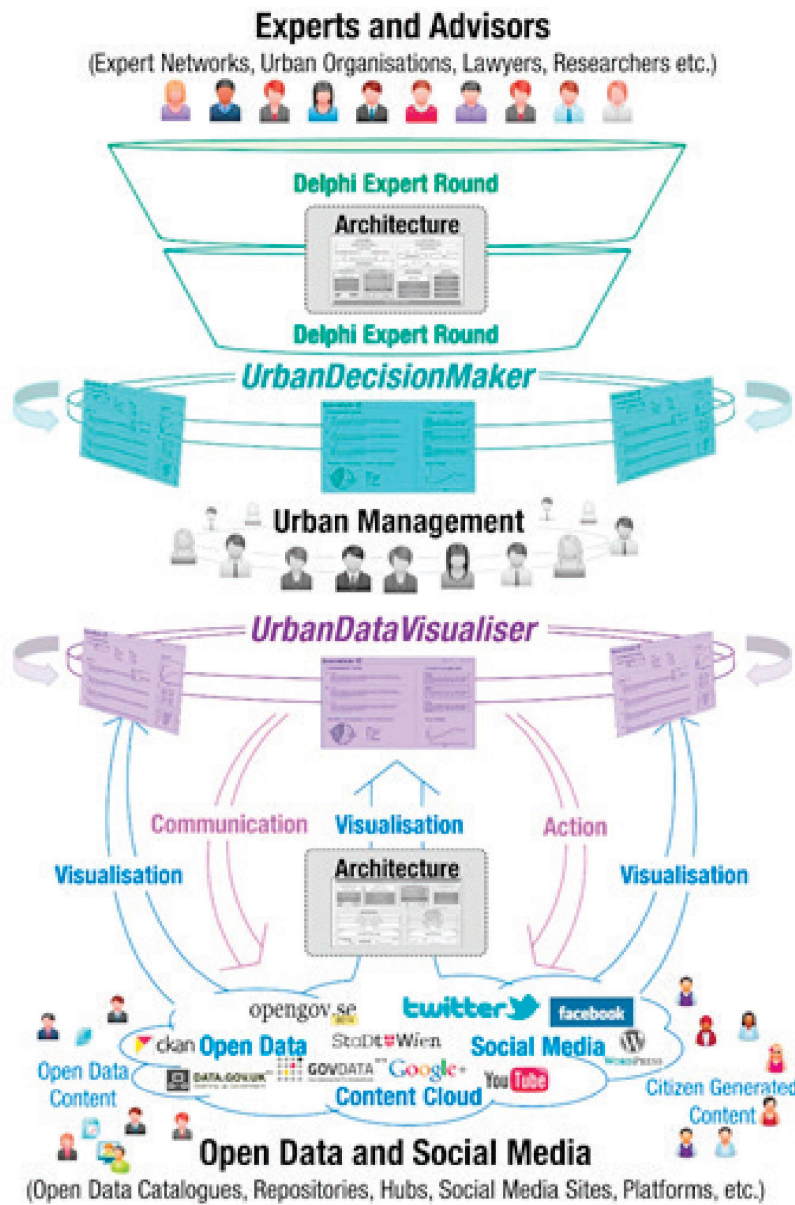 Experts and Advisors
(Expert Networks, Urban Organisations, Lawyers, Researchers etc.)
Delphi Expert Round
Architecture
Delphi Expert Round
UrbanDecisionMaker
Urban Management
UrbanDataVisualiser
Communication
Visualisation
Action
Visualisation
Architecture
Visualisation
opengov.se
BETA
twitter
facebook
ckan
Open Data
StaDt Wien
Social Media
WORDPRESS
Open Data
Content
DATA.GOV.UK
GOVDATA
Google+
YouTube
Citizen Generated
Content
Content Cloud
Open Data and Social Media
(Open Data Catalogues, Repositories, Hubs, Social Media Sites, Platforms, etc.)